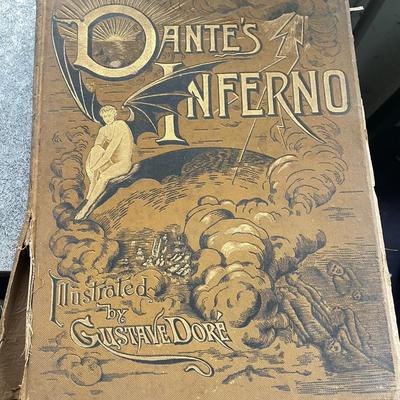 DANTE'S
INFERNO
Illustrated
by
GUSTAVE DORÉ